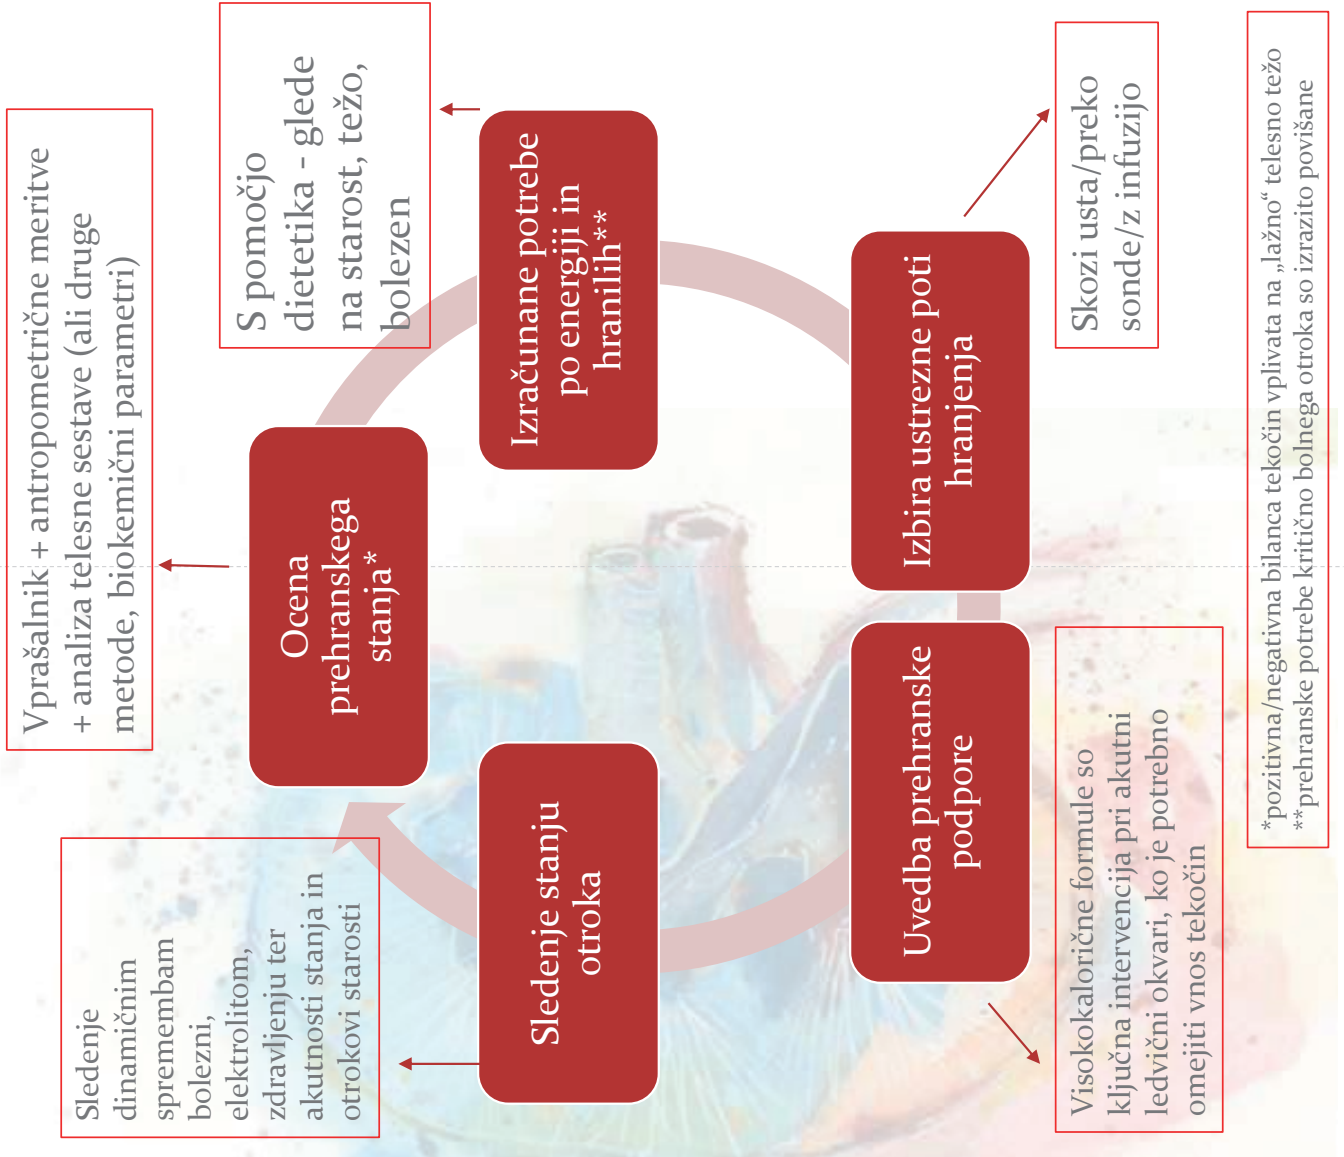 Vprašalnik + antropometrične meritve
+ analiza telesne sestave (ali druge
metode, biokemični parametri)
Ocena
prehranskega
stanja*
S pomočjo
dietetika - glede
na starost, težo,
bolezen
Izračunane potrebe
po energiji in
hranilih**
Skozi usta/preko
sonde/z infuzijo
Izbira ustrezne poti
hranjenja
Uvedba prehranske
podpore
Visokokalorične formule so
ključna intervencija pri akutni
ledvični okvari, ko je potrebno
omejiti vnos tekočin
Sledenje stanju
otroka
Sledenje
dinamičnim
spremembam
bolezni,
elektrolitom,
zdravljenju ter
akutnosti stanja in
otrokovi starosti
*pozitivna/negativna bilanca tekočin vplivata na „lažno“ telesno težo
**prehranske potrebe kritično bolnega otroka so izrazito povišane